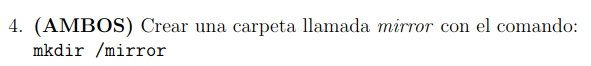 4. (AMBOS) Crear una carpeta llamada mirror con el comando:
mkdir /mirror